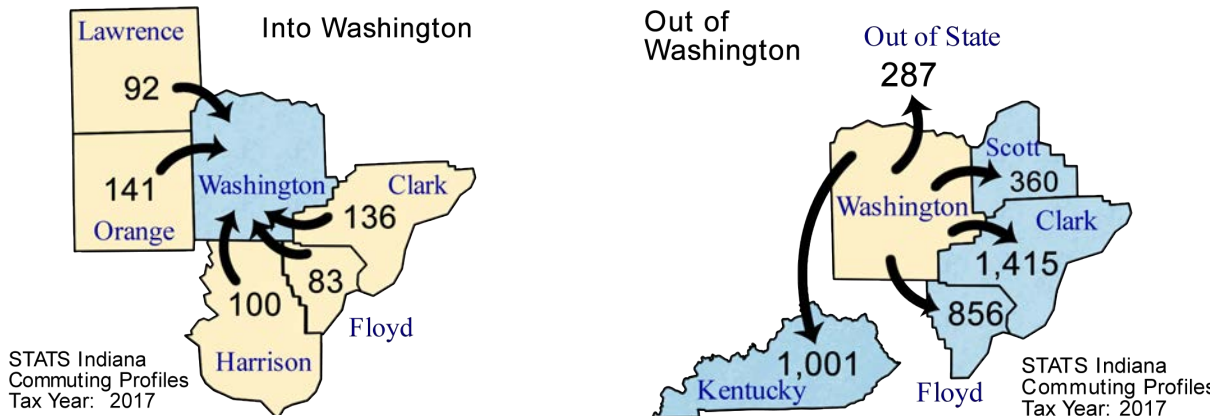 Into Washington
Lawrence
92
141
Orange
Washington
Clark
136
83
Floyd
100
Harrison
STATS Indiana
Commuting Profiles
Tax Year: 2017
Out of
Washington
Out of State
287
Scott
360
Washington
Clark
1,415
856
Floyd
1,001
Kentucky
STATS Indiana
Commuting Profiles
Tax Year: 2017